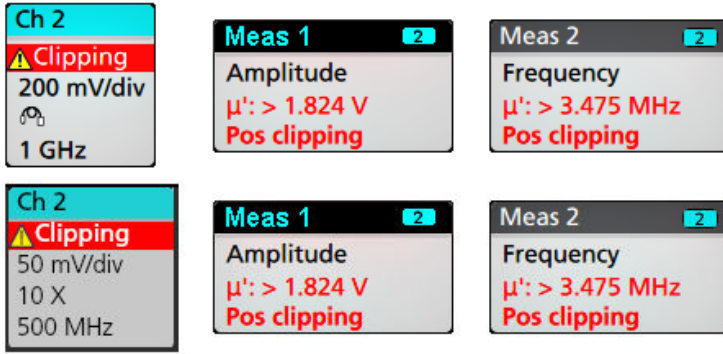 Ch 2
Clipping
200 mV/div
1 GHz
Meas 1 2
Amplitude
μ': > 1.824 V
Pos clipping
Meas 2 2
Frequency
μ': > 3.475 MHz
Pos clipping
Ch 2
Clipping
50 mV/div
10 X
500 MHz
Meas 1 2
Amplitude
μ': > 1.824 V
Pos clipping
Meas 2 2
Frequency
μ': > 3.475 MHz
Pos clipping